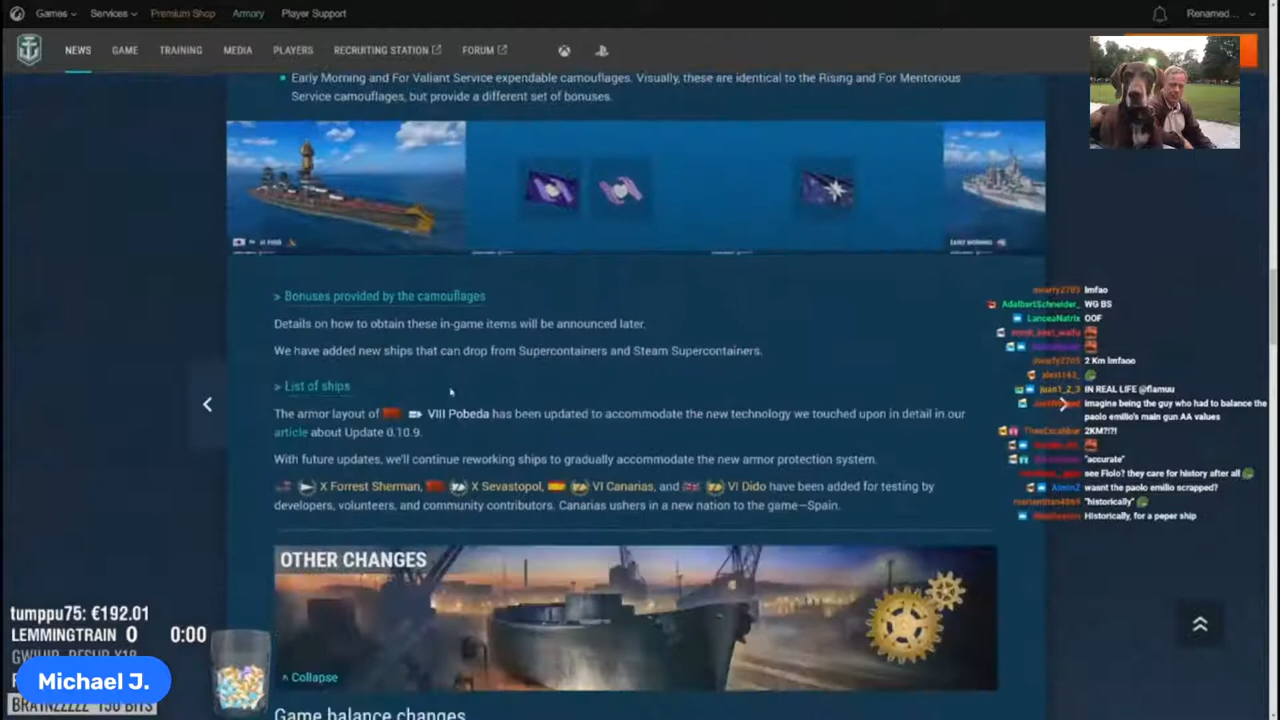 Games Services Premium Shop Armory Player Support Renamed...
NEWS GAME TRAINING MEDIA PLAYERS RECRUITING STATION FORUM
Early Morning and For Valiant Service expendable camouflages. Visually, these are identical to the Rising and For Meritorious
Service camouflages, but provide a different set of bonuses.
EARLY MORNING
> Bonuses provided by the camouflages
Details on how to obtain these in-game items will be announced later.
We have added new ships that can drop from Supercontainers and Steam Supercontainers.
> List of ships
The armor layout of VIII Pobeda has been updated to accommodate the new technology we touched upon in detail in our
article about Update 0.10.9.
With future updates, we'll continue reworking ships to gradually accommodate the new armor protection system.
X Forrest Sherman, X Sevastopol, VI Canarias, and VI Dido have been added for testing by
developers, volunteers, and community contributors. Canarias ushers in a new nation to the game—Spain.
OTHER CHANGES
Collapse
Game balance changes
lmfao
AdalbertSchneider_ WG BS
LanceaNatrix OOF
2 Km lmfaoo
juan1_2_3 IN REAL LIFE @flamuu
imagine being the guy who had to balance the
paolo emilio's main gun AA values
TheeExcalibur 2KM?!?!
"accurate"
see Flolo? they care for history after all
wasnt the paolo emilio scrapped?
"historically"
Historically, for a peper ship
tumppu75: €192.01
LEMMINGTRAIN 0 0:00
Michael J.
BRAINZZZZZ 150 BITS